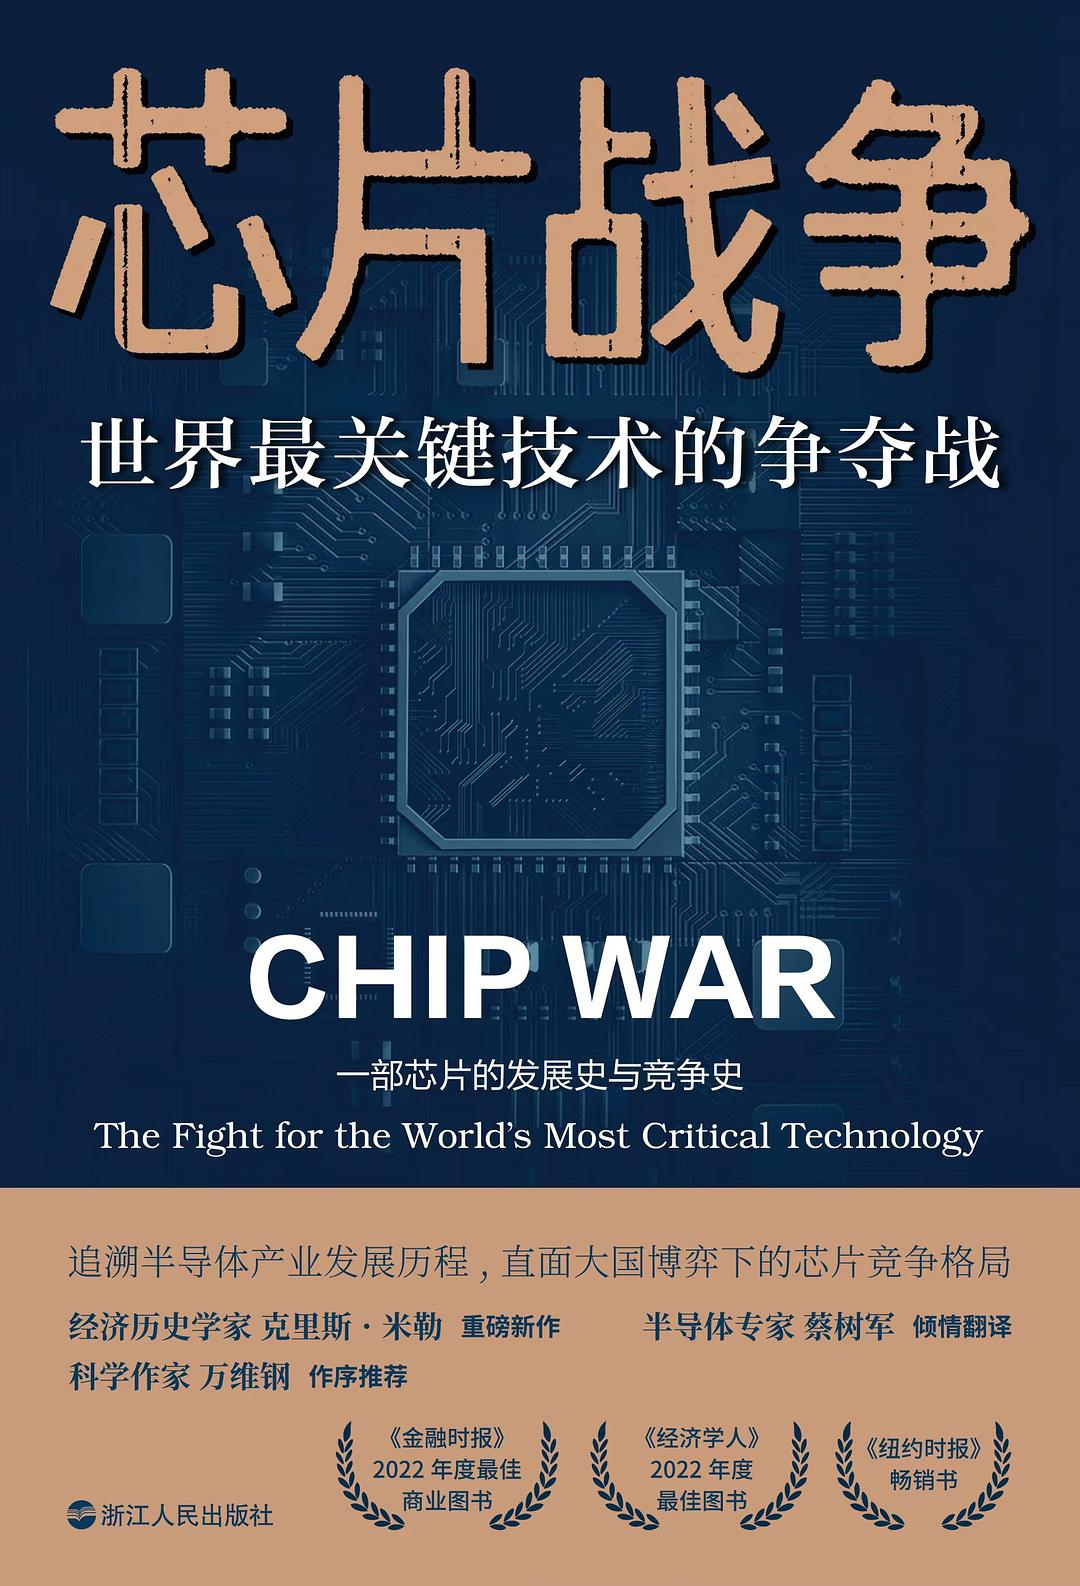 芯片战争
世界最关键技术的争夺战
CHIP WAR
一部芯片的发展史与竞争史
The Fight for the World's Most Critical Technology
追溯半导体产业发展历程，直面大国博弈下的芯片竞争格局
经济历史学家 克里斯·米勒 重磅新作 半导体专家 蔡树军 倾情翻译
科学作家 万维钢 作序推荐
《金融时报》
2022 年度最佳
商业图书
《经济学人》
2022 年度
最佳图书
《纽约时报》
畅销书
浙江人民出版社